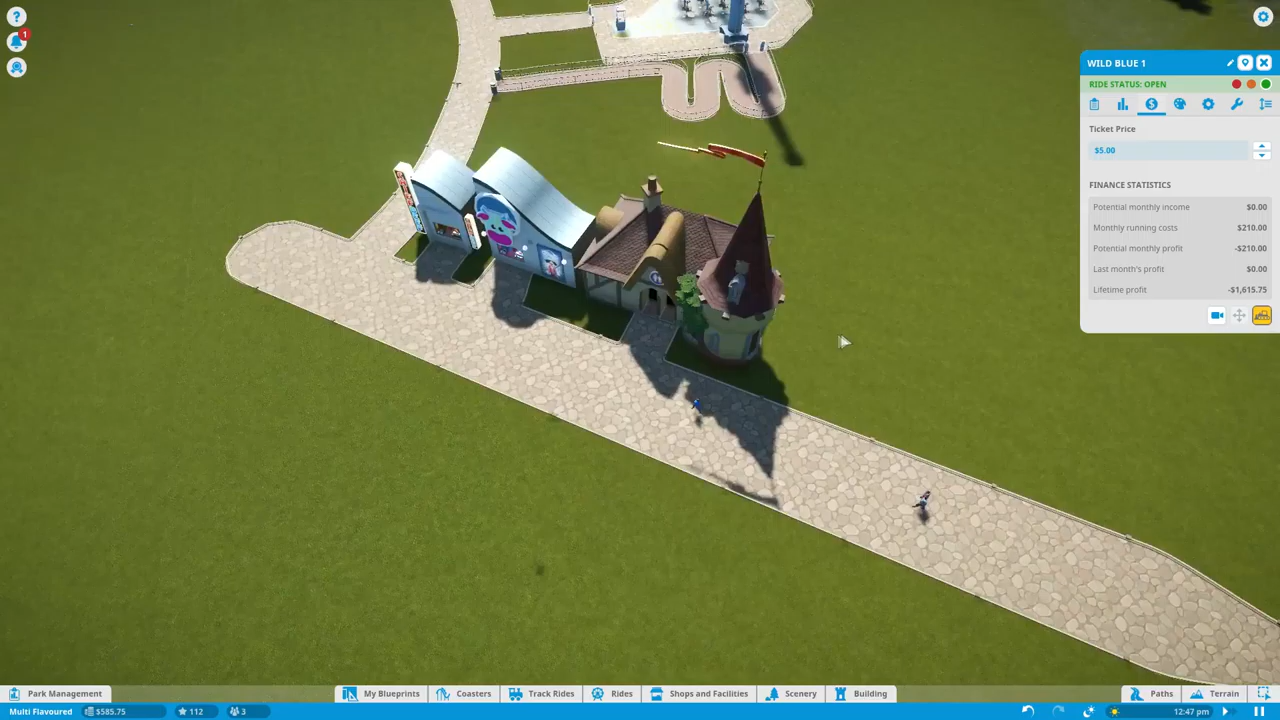 ?
1
WILD BLUE 1
RIDE STATUS: OPEN
Ticket Price
$5.00
FINANCE STATISTICS
Potential monthly income $0.00
Monthly running costs $210.00
Potential monthly profit -$210.00
Last month's profit $0.00
Lifetime profit -$1,615.75
Park Management My Blueprints Coasters Track Rides Rides Shops and Facilities Scenery Building Paths Terrain
Multi Flavoured $585.75 112 3 12:47 pm